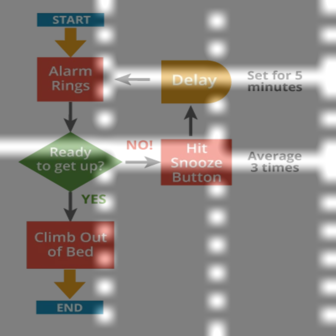 START
Alarm
Rings
Delay
Set for 5
minutes
Ready
to get up?
NO!
Hit
Snooze
Button
Average
3 times
YES
Climb Out
of Bed
END